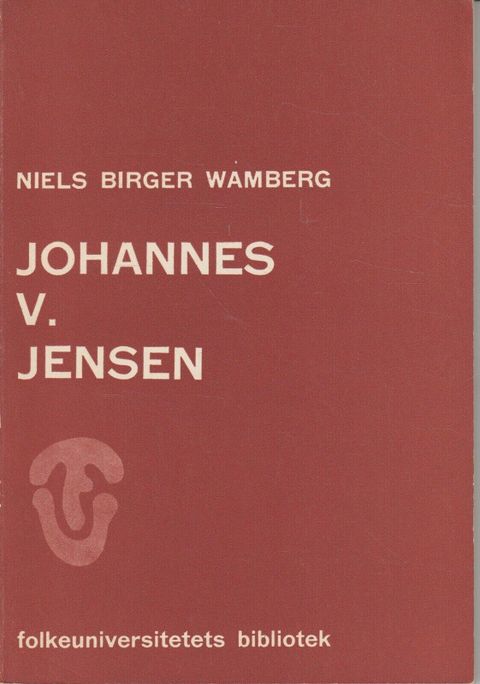 NIELS BIRGER WAMBERG
JOHANNES
V.
JENSEN
folkeuniversitetets bibliotek